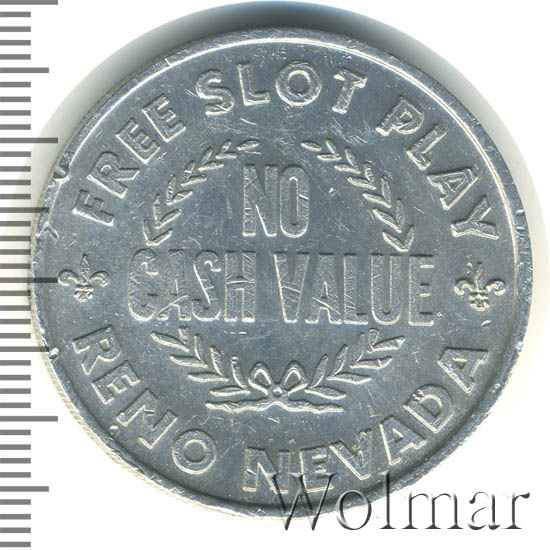 FREE SLOT PLAY
NO
CASH VALUE
RENO NEVADA
Wolmar